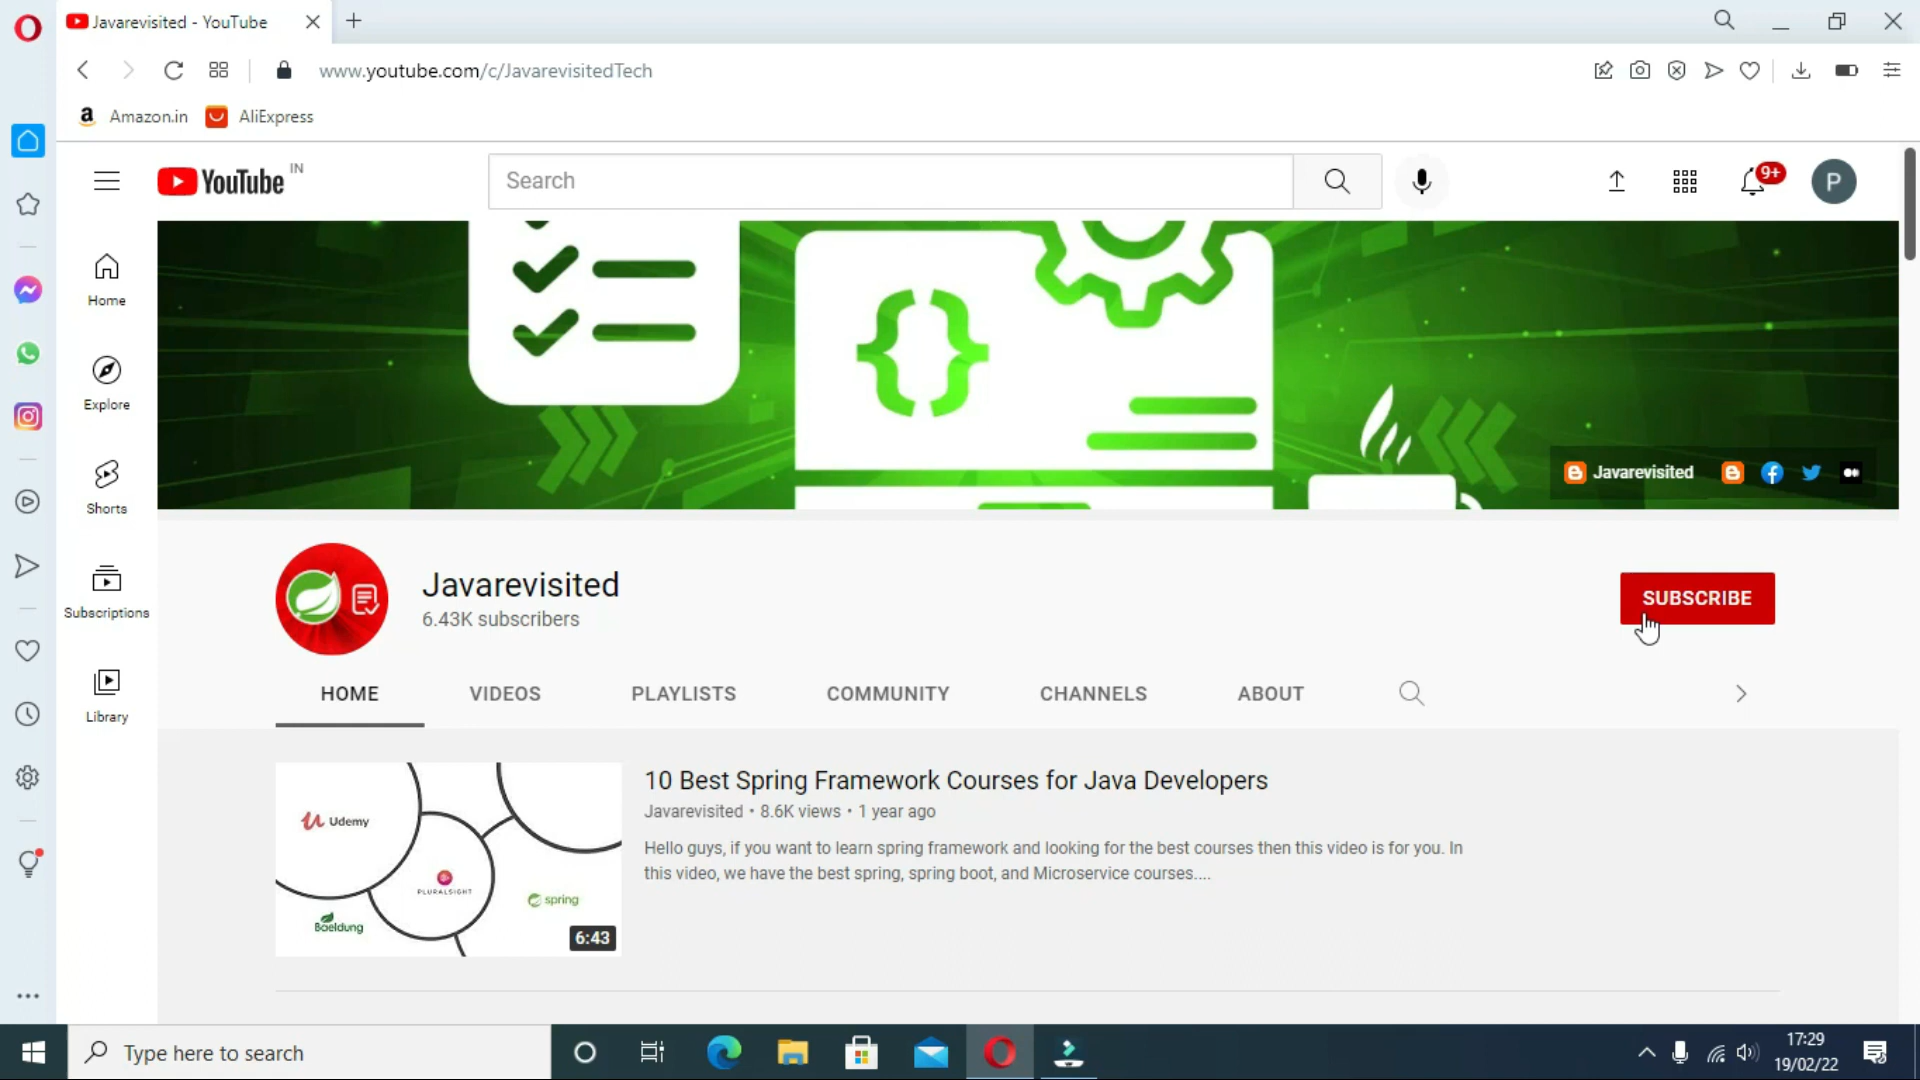 Javarevisited - YouTube
www.youtube.com/c/JavarevisitedTech
a Amazon.in AliExpress
YouTube IN
Search
9+
P
Home
Explore
Shorts
Subscriptions
Library
Javarevisited
Javarevisited
6.43K subscribers
SUBSCRIBE
HOME VIDEOS PLAYLISTS COMMUNITY CHANNELS ABOUT
Udemy
PLURALSIGHT
spring
Baeldung
6:43
10 Best Spring Framework Courses for Java Developers
Javarevisited • 8.6K views • 1 year ago
Hello guys, if you want to learn spring framework and looking for the best courses then this video is for you. In
this video, we have the best spring, spring boot, and Microservice courses....
Type here to search
17:29
19/02/22